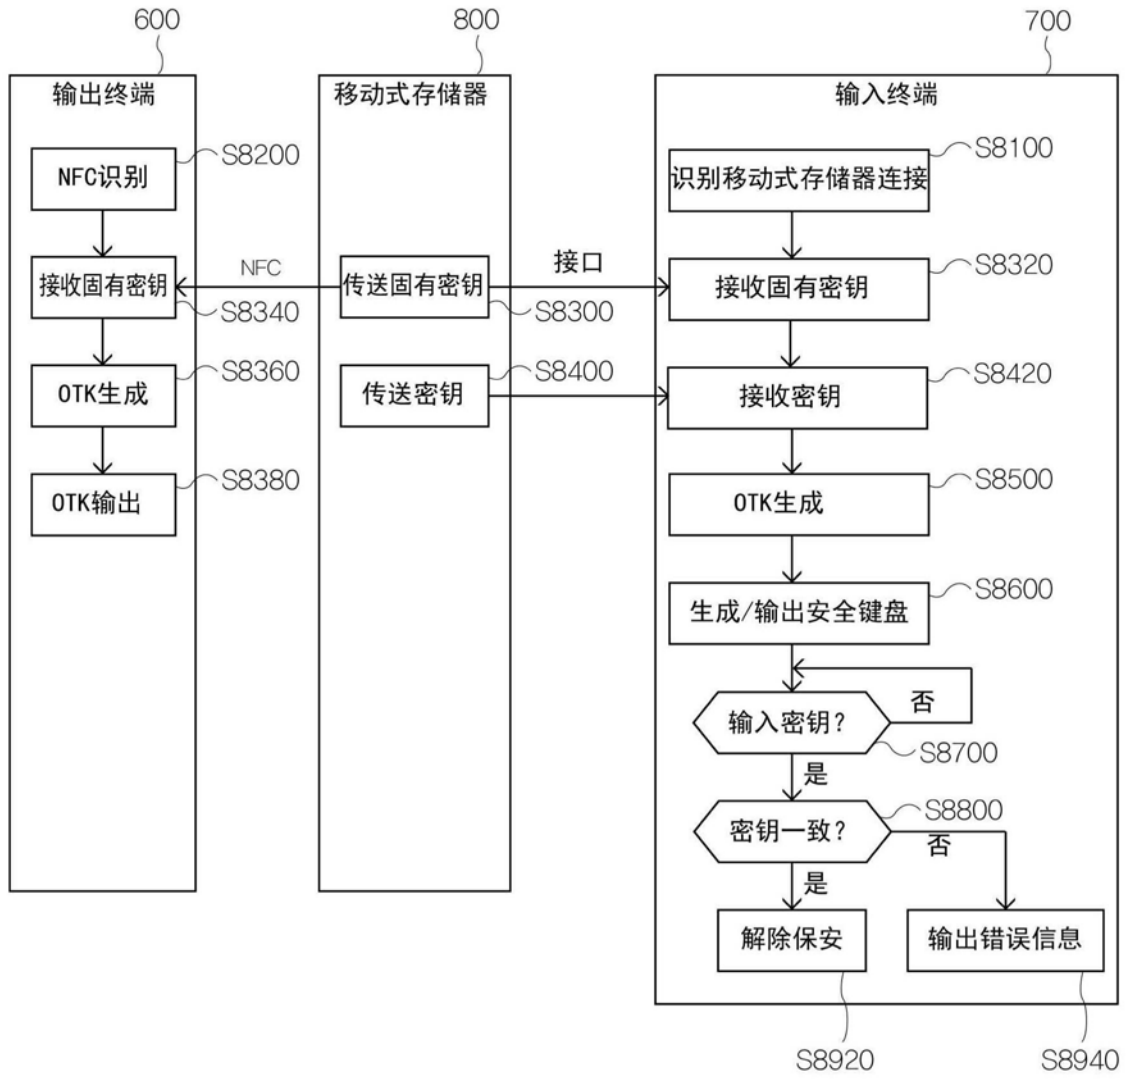 600
800
700
输出终端
移动式存储器
输入终端
NFC识别
S8200
识别移动式存储器连接
S8100
接收固有密钥
S8340
NFC
传送固有密钥
S8300
接口
接收固有密钥
S8320
OTK生成
S8360
传送密钥
S8400
接收密钥
S8420
OTK输出
S8380
OTK生成
S8500
生成/输出安全键盘
S8600
输入密钥?
否
S8700
是
密钥一致?
S8800
否
是
解除保安
输出错误信息
S8920
S8940